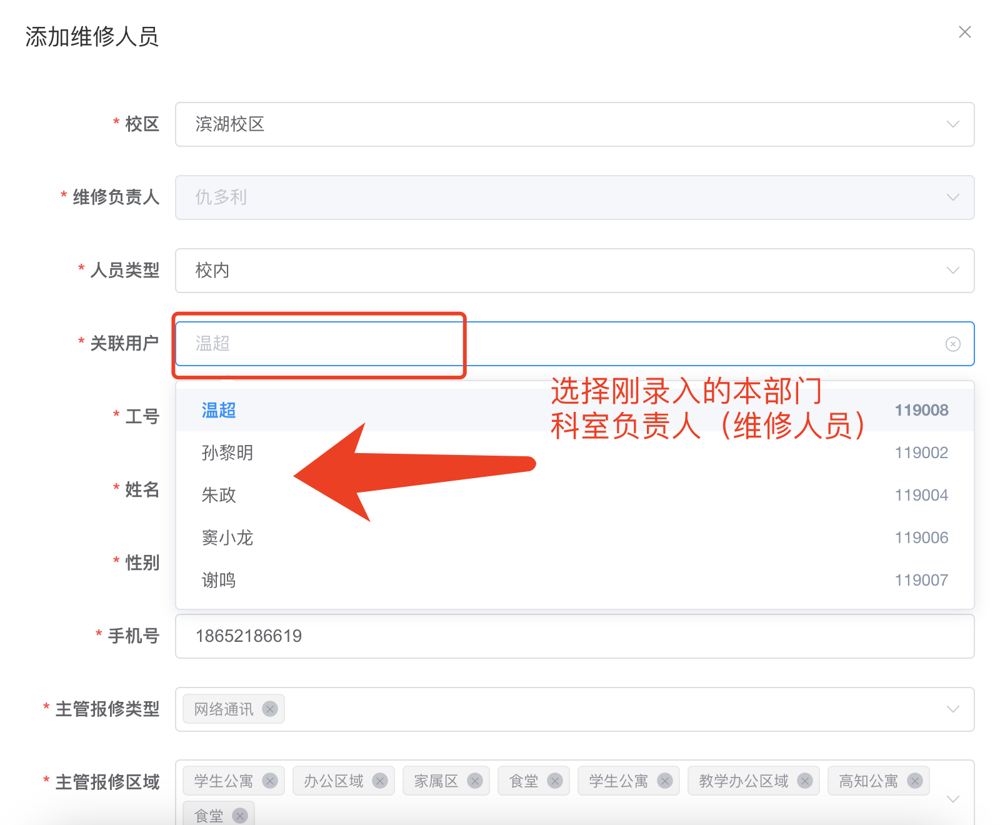 添加维修人员
* 校区 滨湖校区
* 维修负责人 仇多利
* 人员类型 校内
* 关联用户 温超
选择刚录入的本部门
科室负责人（维修人员）
温超 119008
* 工号
孙黎明 119002
* 姓名
朱政 119004
窦小龙 119006
* 性别
谢鸣 119007
* 手机号 18652186619
* 主管报修类型 网络通讯
* 主管报修区域 学生公寓 办公区域 家属区 食堂 学生公寓 教学办公区域 高知公寓
食堂